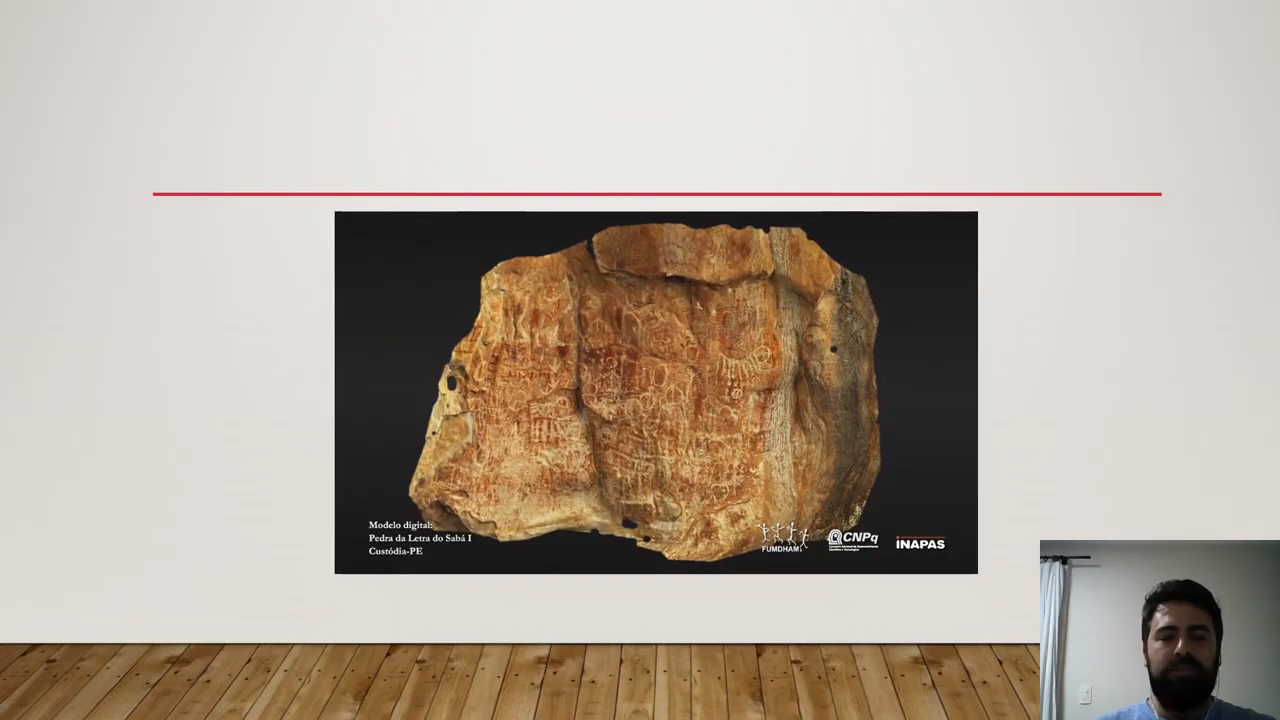 Modelo digital:
Pedra da Letra do Sabá I
Custódia-PE
FUMDHAM
CNPq
INAPAS